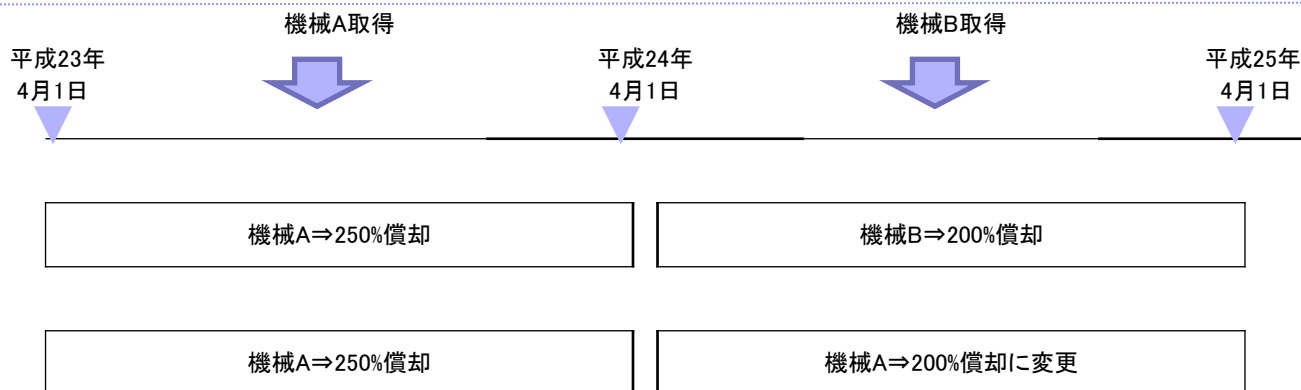 機械A取得
機械B取得
平成23年
4月1日
平成24年
4月1日
平成25年
4月1日
機械A⇒250%償却
機械B⇒200%償却
機械A⇒250%償却
機械A⇒200%償却に変更